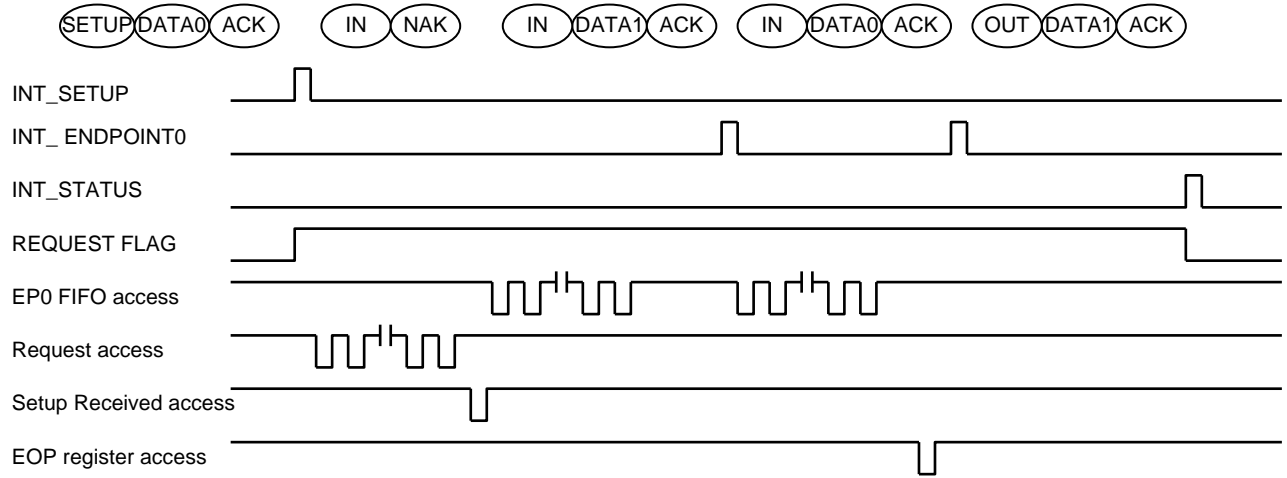 SETUP DATA0 ACK IN NAK IN DATA1 ACK IN DATA0 ACK OUT DATA1 ACK
INT_SETUP
INT_ ENDPOINT0
INT_STATUS
REQUEST FLAG
EP0 FIFO access
Request access
Setup Received access
EOP register access